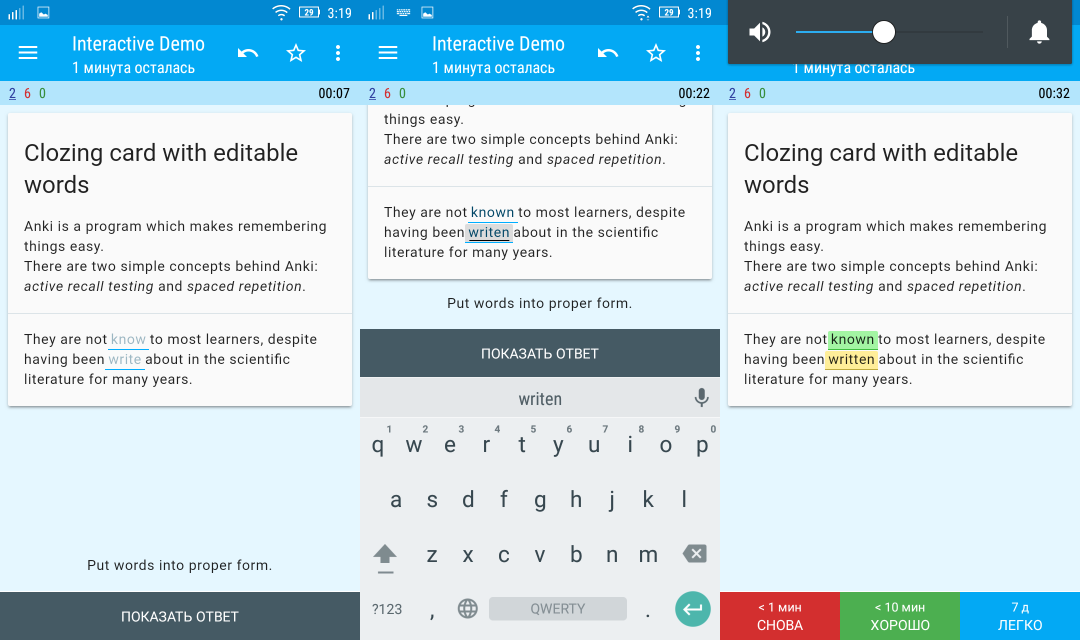 29 3:19
Interactive Demo
1 минута осталась
2 6 0 00:07
Clozing card with editable
words
Anki is a program which makes remembering
things easy.
There are two simple concepts behind Anki:
active recall testing and spaced repetition.
They are not know to most learners, despite
having been write about in the scientific
literature for many years.
Put words into proper form.
ПОКАЗАТЬ ОТВЕТ
29 3:19
Interactive Demo
1 минута осталась
2 6 0 00:22
things easy.
There are two simple concepts behind Anki:
active recall testing and spaced repetition.
They are not known to most learners, despite
having been writen about in the scientific
literature for many years.
Put words into proper form.
ПОКАЗАТЬ ОТВЕТ
writen
1 2 3 4 5 6 7 8 9 0
q w e r t y u i o p
a s d f g h j k l
z x c v b n m
?123 , QWERTY .
1 минута осталась
2 6 0 00:32
Clozing card with editable
words
Anki is a program which makes remembering
things easy.
There are two simple concepts behind Anki:
active recall testing and spaced repetition.
They are not known to most learners, despite
having been written about in the scientific
literature for many years.
< 1 мин < 10 мин 7 д
СНОВА ХОРОШО ЛЕГКО